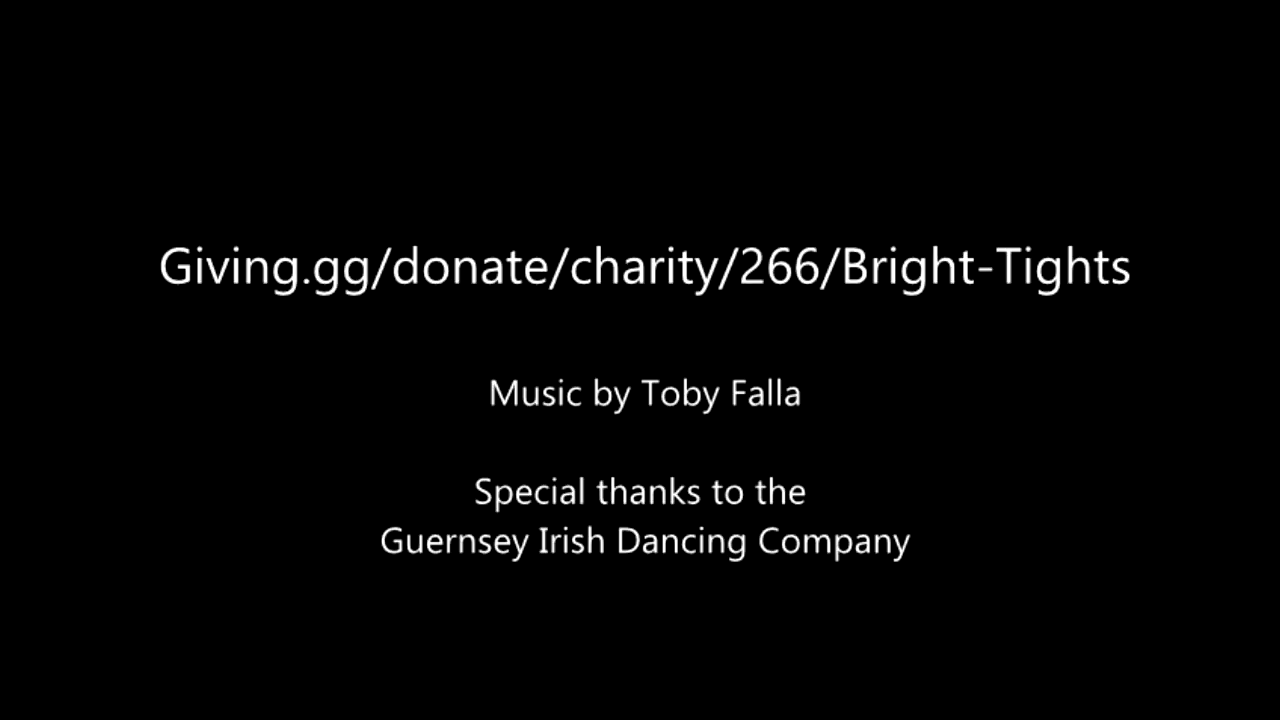 Giving.gg/donate/charity/266/Bright-Tights
Music by Toby Falla
Special thanks to the
Guernsey Irish Dancing Company